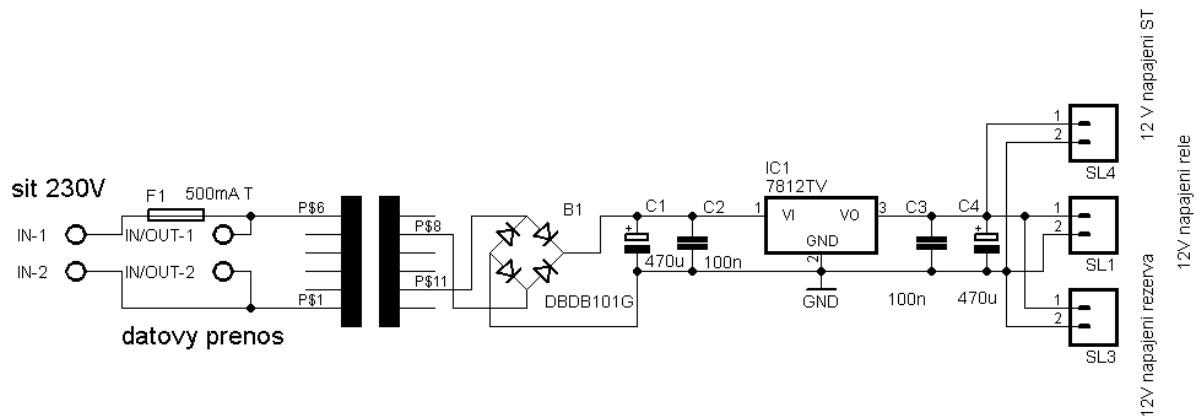 sit 230V
F1 500mA T
IN-1
IN/OUT-1
IN-2
IN/OUT-2
datovy prenos
P$6
P$1
P$8
P$11
B1
DBDB101G
C1
470u
C2
100n
IC1
7812TV
1
VI
VO
3
GND
2
GND
C3
100n
C4
470u
1
2
SL4
12 V napajeni ST
1
2
SL1
12V napajeni rele
1
2
SL3
12V napajeni rezerva